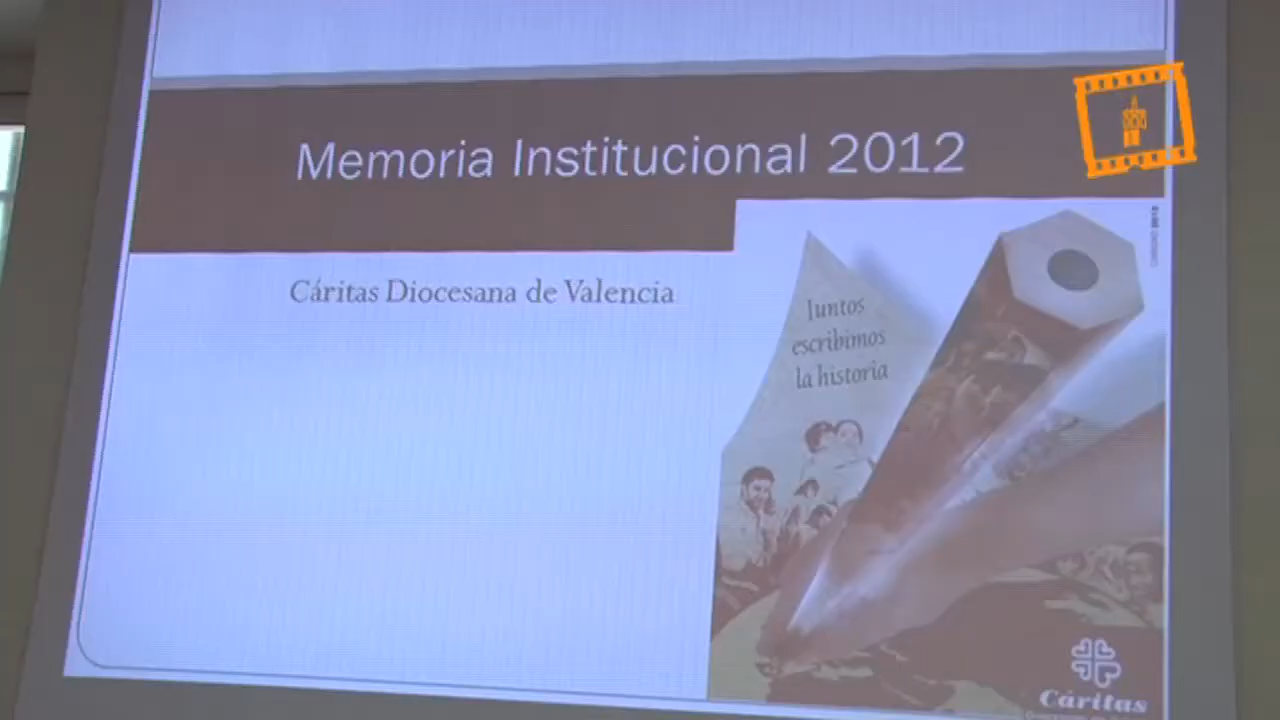 Memoria Institucional 2012
Cáritas Diocesana de Valencia
Juntos
escribimos
la historia
Cáritas